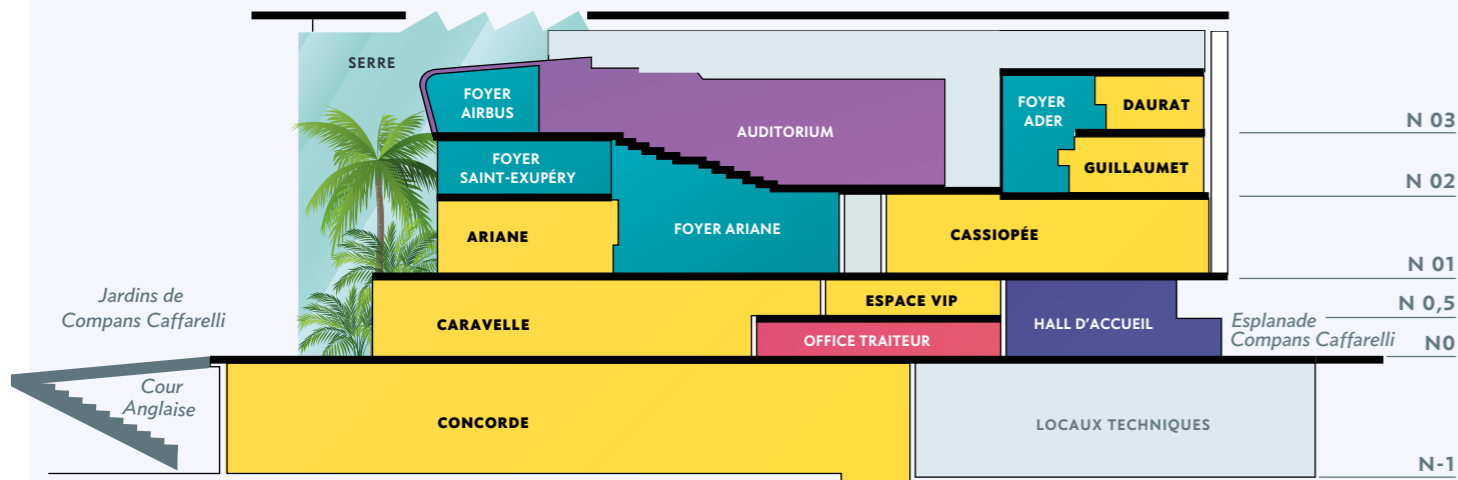 SERRE
FOYER
AIRBUS
AUDITORIUM
FOYER
ADER
DAURAT
N 03
FOYER
SAINT-EXUPÉRY
GUILLAUMET
N 02
ARIANE
FOYER ARIANE
CASSIOPÉE
N 01
Jardins de
Compans Caffarelli
CARAVELLE
ESPACE VIP
N 0,5
OFFICE TRAITEUR
HALL D'ACCUEIL
Esplanade
Compans Caffarelli
N0
Cour
Anglaise
CONCORDE
LOCAUX TECHNIQUES
N-1